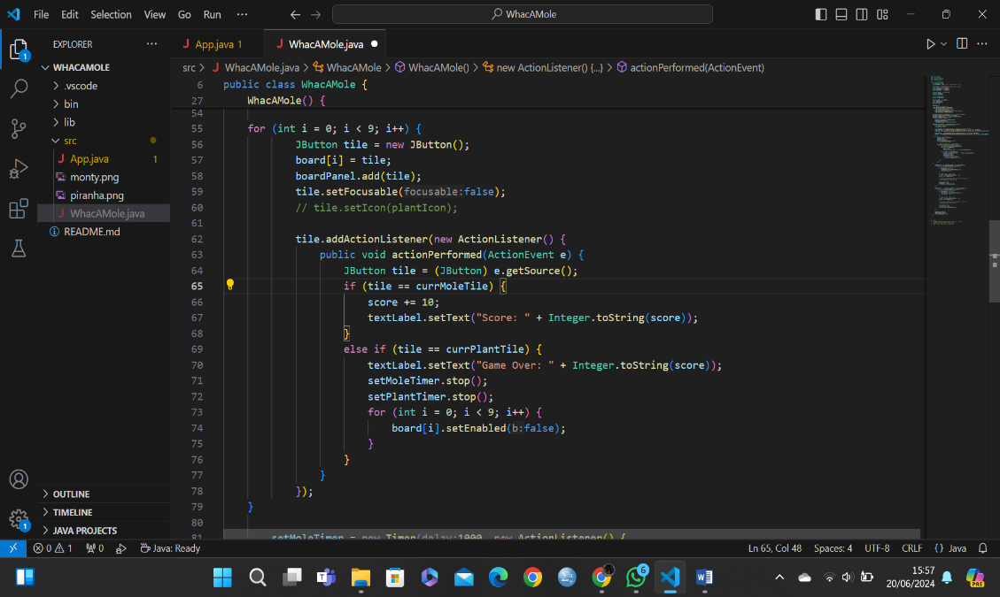 File Edit Selection View Go Run ··· WhacAMole
EXPLORER ···
App.java 1
WhacAMole.java
WHACAMOLE
.vscode
bin
lib
src
App.java 1
monty.png
piranha.png
WhacAMole.java
README.md
OUTLINE
TIMELINE
JAVA PROJECTS
src > WhacAMole.java > WhacAMole > WhacAMole() > new ActionListener() {...} > actionPerformed(ActionEvent)
6 public class WhacAMole {
27 WhacAMole() {
54
55 for (int i = 0; i < 9; i++) {
56 JButton tile = new JButton();
57 board[i] = tile;
58 boardPanel.add(tile);
59 tile.setFocusable(focusable:false);
60 // tile.setIcon(plantIcon);
61
62 tile.addActionListener(new ActionListener() {
63 public void actionPerformed(ActionEvent e) {
64 JButton tile = (JButton) e.getSource();
65 if (tile == currMoleTile) {
66 score += 10;
67 textLabel.setText("Score: " + Integer.toString(score));
68 }
69 else if (tile == currPlantTile) {
70 textLabel.setText("Game Over: " + Integer.toString(score));
71 setMoleTimer.stop();
72 setPlantTimer.stop();
73 for (int i = 0; i < 9; i++) {
74 board[i].setEnabled(b:false);
75 }
76 }
77 }
78 });
79 }
80
81 setMoleTimer = new Timer(delay:1000, new ActionListener() {
0 1 0 Java: Ready Ln 65, Col 48 Spaces: 4 UTF-8 CRLF {} Java
15:57
20/06/2024